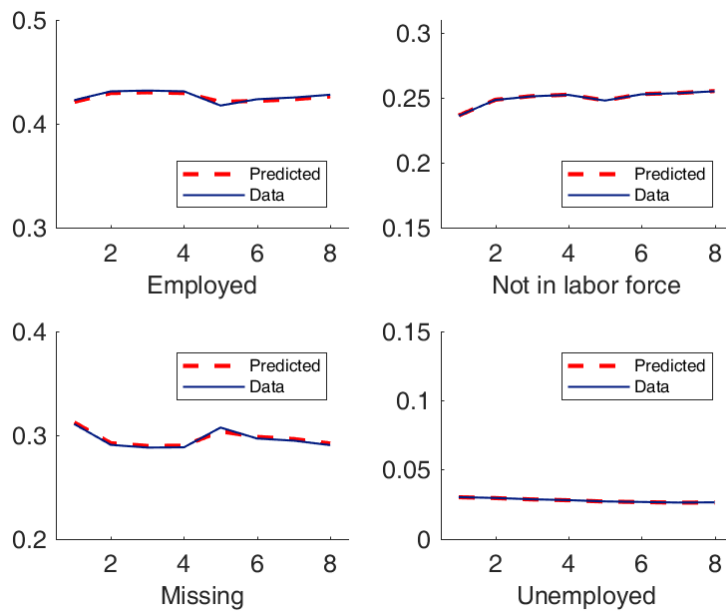 0.5
0.4
0.3
2 4 6 8
Predicted
Data
Employed
0.3
0.25
0.2
0.15
2 4 6 8
Predicted
Data
Not in labor force
0.4
0.3
0.2
2 4 6 8
Predicted
Data
Missing
0.15
0.1
0.05
0
2 4 6 8
Predicted
Data
Unemployed